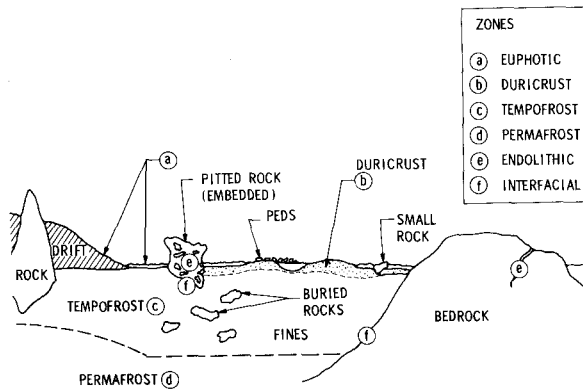 ZONES
a EUPHOTIC
b DURICRUST
c TEMPOFROST
d PERMAFROST
e ENDOLITHIC
f INTERFACIAL
a
PITTED ROCK
(EMBEDDED)
DURICRUST
b
PEDS
SMALL
ROCK
DRIFT
ROCK
e
f
e
TEMPOFROST c
BURIED
ROCKS
BEDROCK
FINES
f
PERMAFROST d